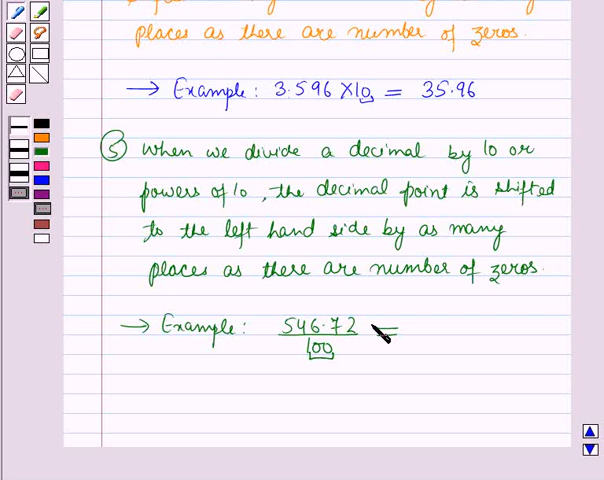 places as there are number of zeros.
→ Example: 3.596 × 10 = 35.96
5 When we divide a decimal by 10 or
powers of 10, the decimal point is shifted
to the left hand side by as many
places as there are number of zeros.
→ Example: 546.72 =
100